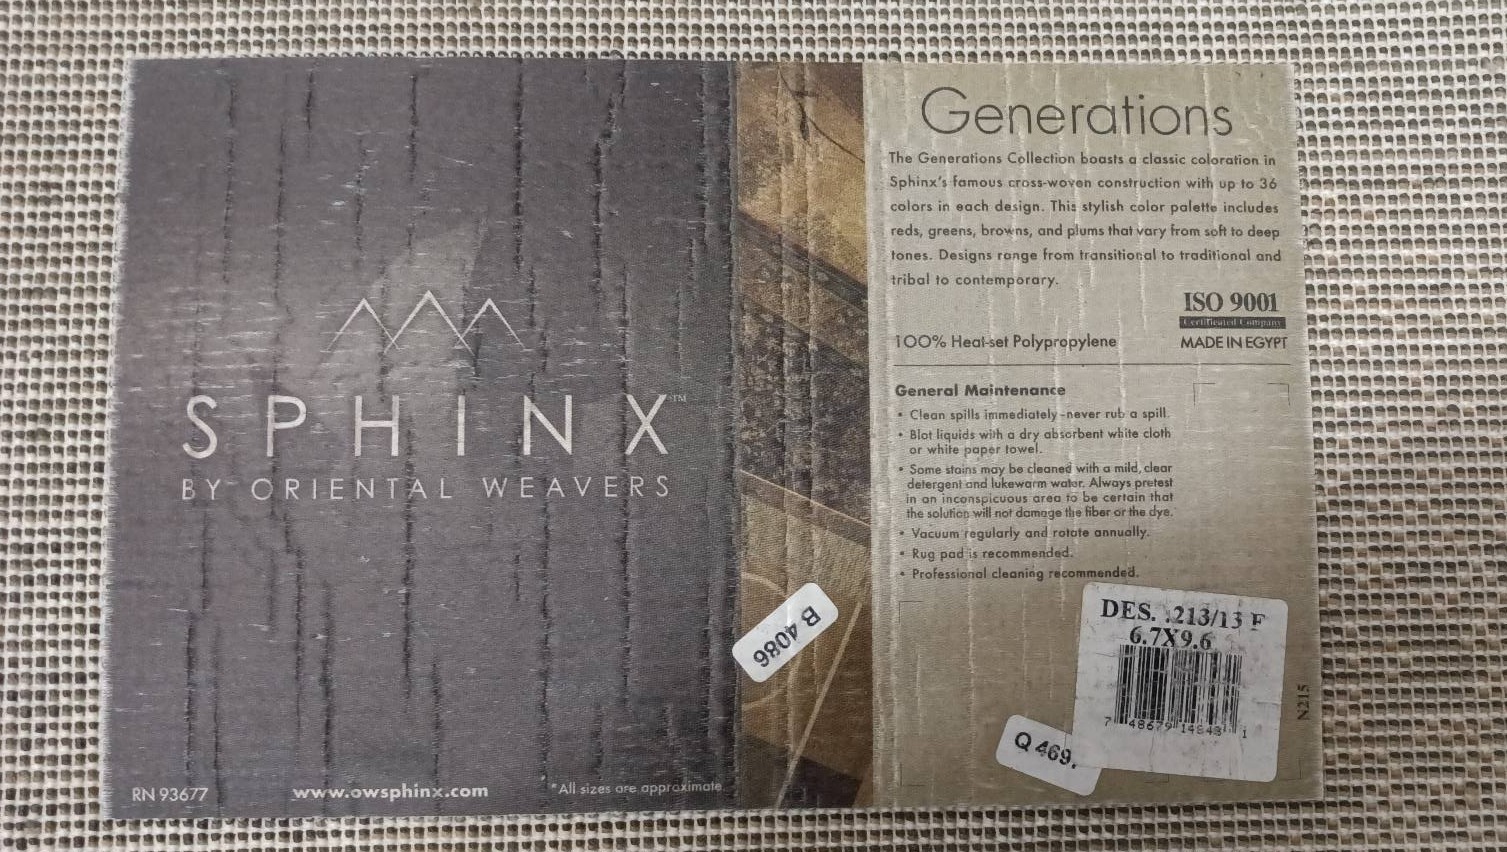 SPHINX™
BY ORIENTAL WEAVERS
RN 93677
www.owsphinx.com
*All sizes are approximate.
Generations
The Generations Collection boasts a classic coloration in
Sphinx's famous cross-woven construction with up to 36
colors in each design. This stylish color palette includes
reds, greens, browns, and plums that vary from soft to deep
tones. Designs range from transitional to traditional and
tribal to contemporary.
ISO 9001
Certificated Company
100% Heat-set Polypropylene
MADE IN EGYPT
General Maintenance
• Clean spills immediately–never rub a spill.
• Blot liquids with a dry absorbent white cloth
or white paper towel.
• Some stains may be cleaned with a mild, clear
detergent and lukewarm water. Always pretest
in an inconspicuous area to be certain that
the solution will not damage the fiber or the dye.
• Vacuum regularly and rotate annually.
• Rug pad is recommended.
• Professional cleaning recommended.
B 4086
DES. .213/13 F
6.7X9.6
7 48679 14843 1
Q 469.
N215